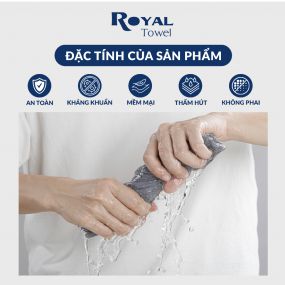 ROYAL
Towel
ĐẶC TÍNH CỦA SẢN PHẨM
AN TOÀN
KHÁNG KHUẨN
MỀM MẠI
THẤM HÚT
KHÔNG PHAI